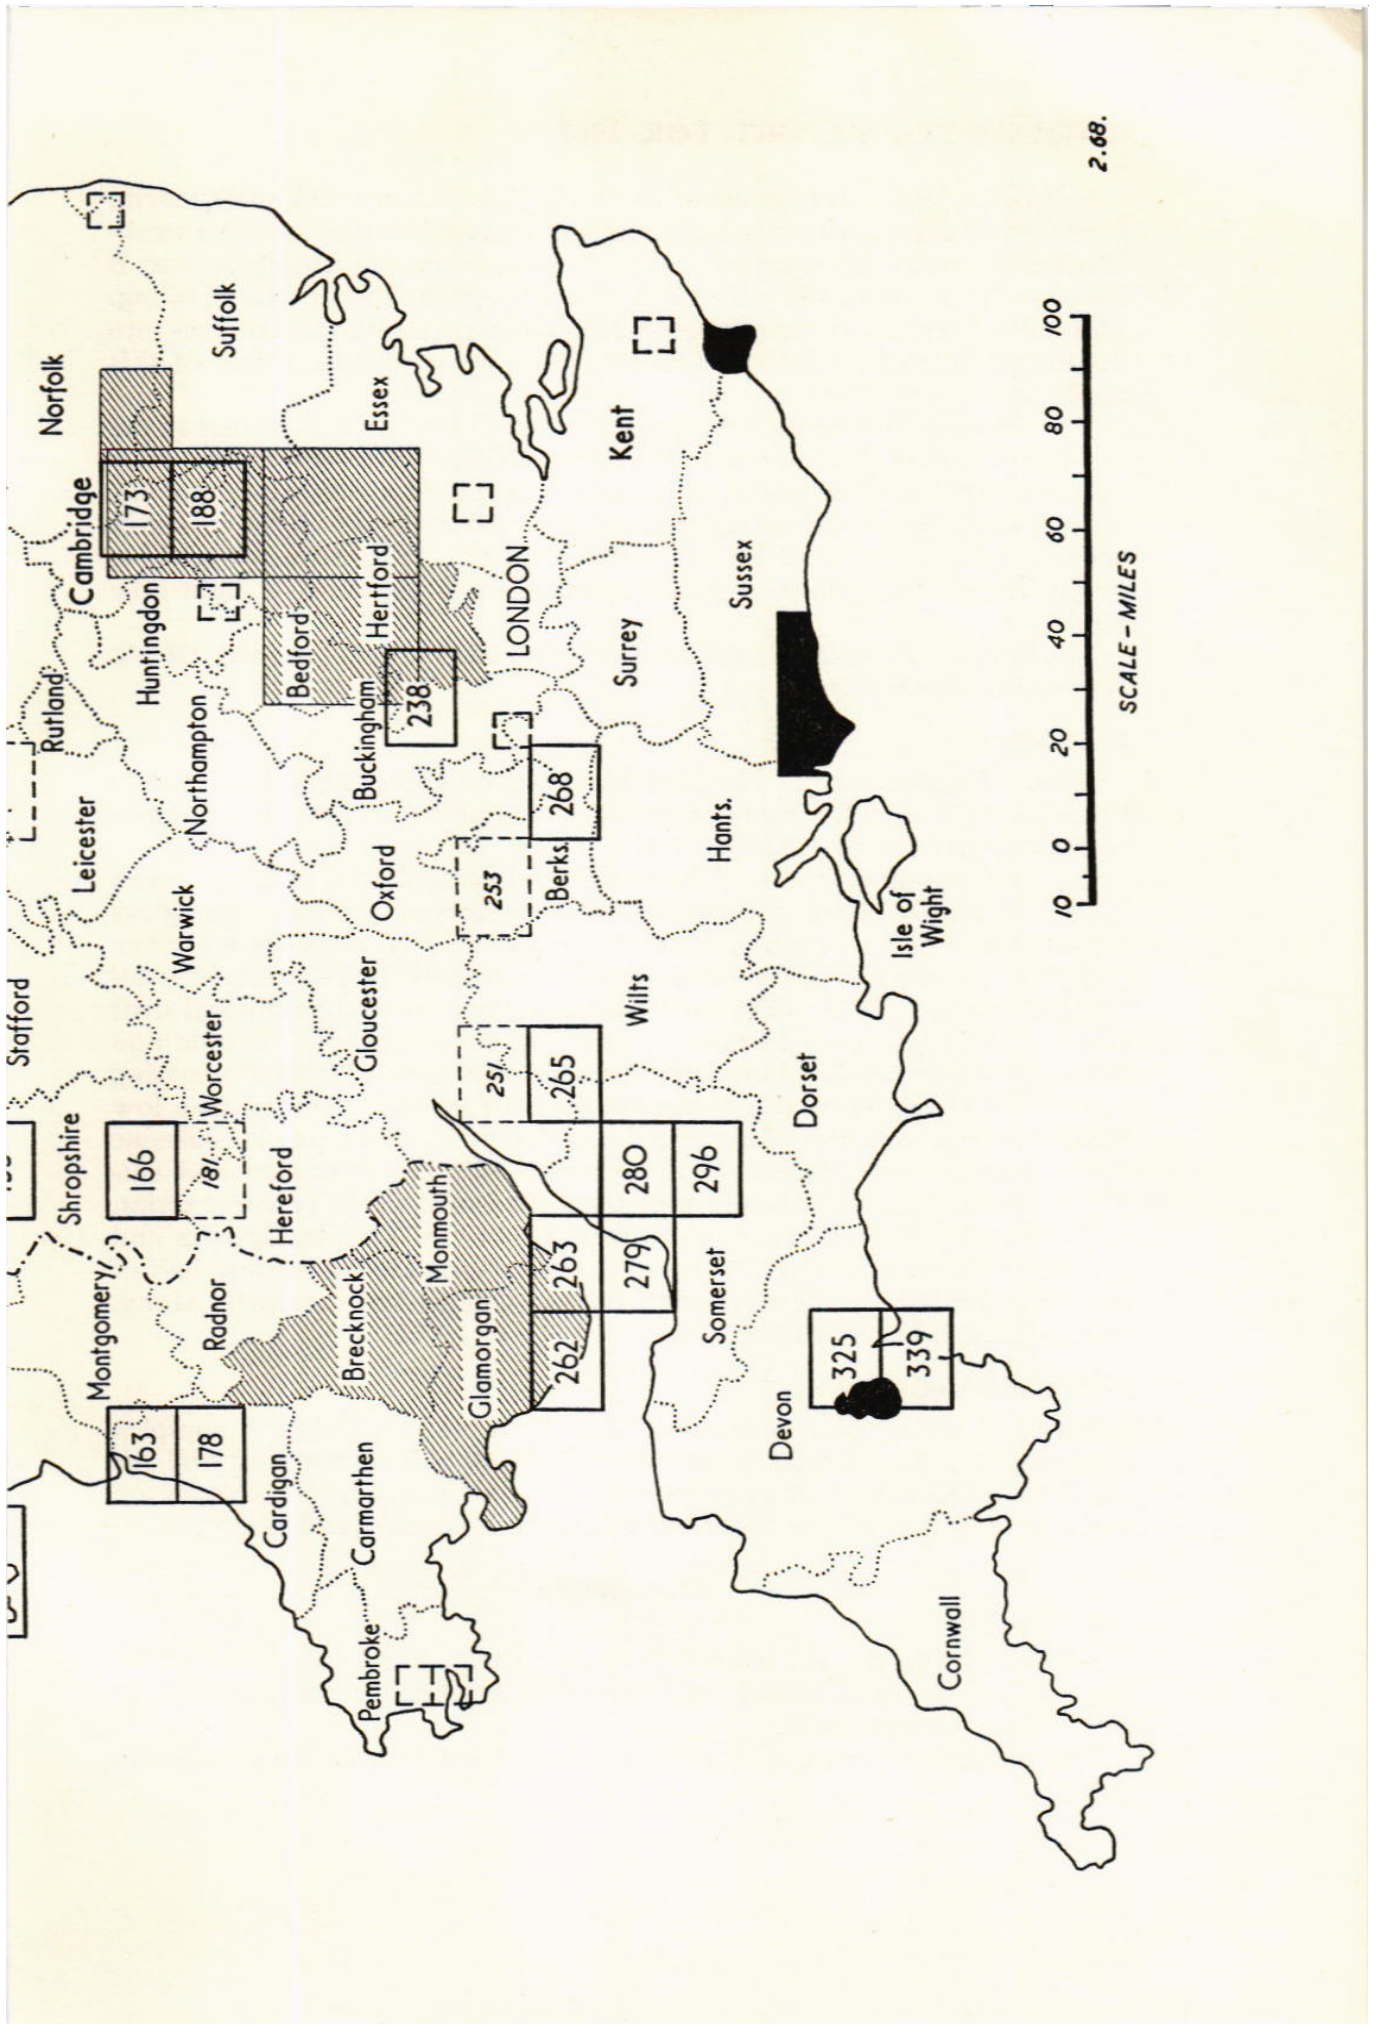 Stafford
Rutland
Norfolk
Shropshire
Leicester
Cambridge
Montgomery
166
Huntingdon
173
163
Radnor
181
Worcester
Warwick
Northampton
188
Suffolk
178
Cardigan
Hereford
Bedford
Pembroke
Carmarthen
Brecknock
Gloucester
Oxford
Buckingham
Hertford
Essex
Monmouth
238
Glamorgan
251
253
LONDON
262
263
265
Berks.
268
279
280
Wilts
Surrey
Kent
Somerset
296
Hants.
Sussex
Devon
Dorset
325
339
Isle of
Wight
Cornwall
10 0 20 40 60 80 100
SCALE – MILES
2.68.